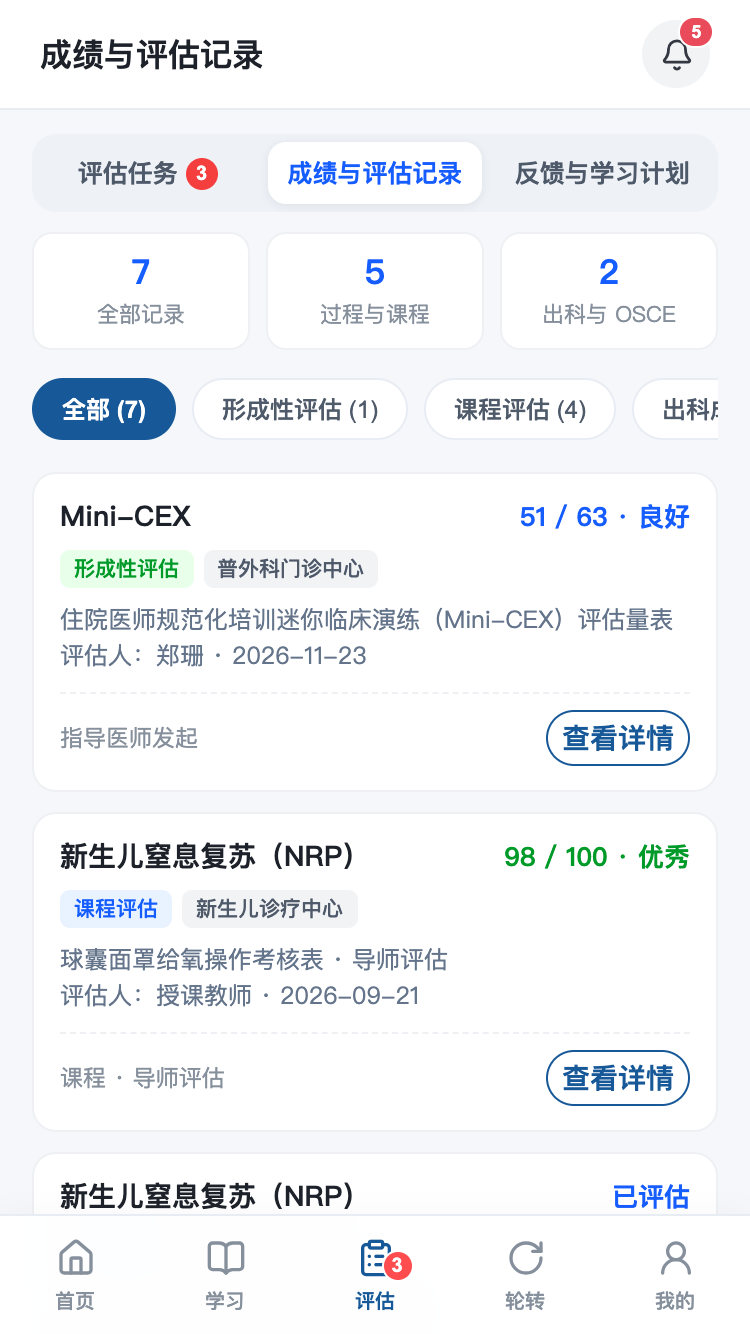 成绩与评估记录
5
评估任务 3
成绩与评估记录
反馈与学习计划
7
全部记录
5
过程与课程
2
出科与 OSCE
全部 (7)
形成性评估 (1)
课程评估 (4)
出科
Mini-CEX
51 / 63 · 良好
形成性评估
普外科门诊中心
住院医师规范化培训迷你临床演练（Mini-CEX）评估量表
评估人：郑珊 · 2026-11-23
指导医师发起
查看详情
新生儿窒息复苏（NRP）
98 / 100 · 优秀
课程评估
新生儿诊疗中心
球囊面罩给氧操作考核表 · 导师评估
评估人：授课教师 · 2026-09-21
课程 · 导师评估
查看详情
新生儿窒息复苏（NRP）
已评估
3
首页
学习
评估
轮转
我的